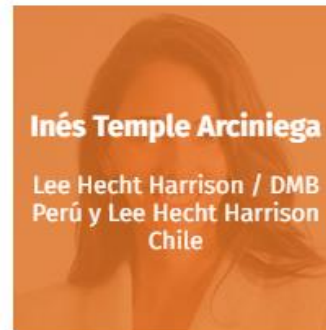 Inés Temple Arciniega
Lee Hecht Harrison / DMB
Perú y Lee Hecht Harrison
Chile